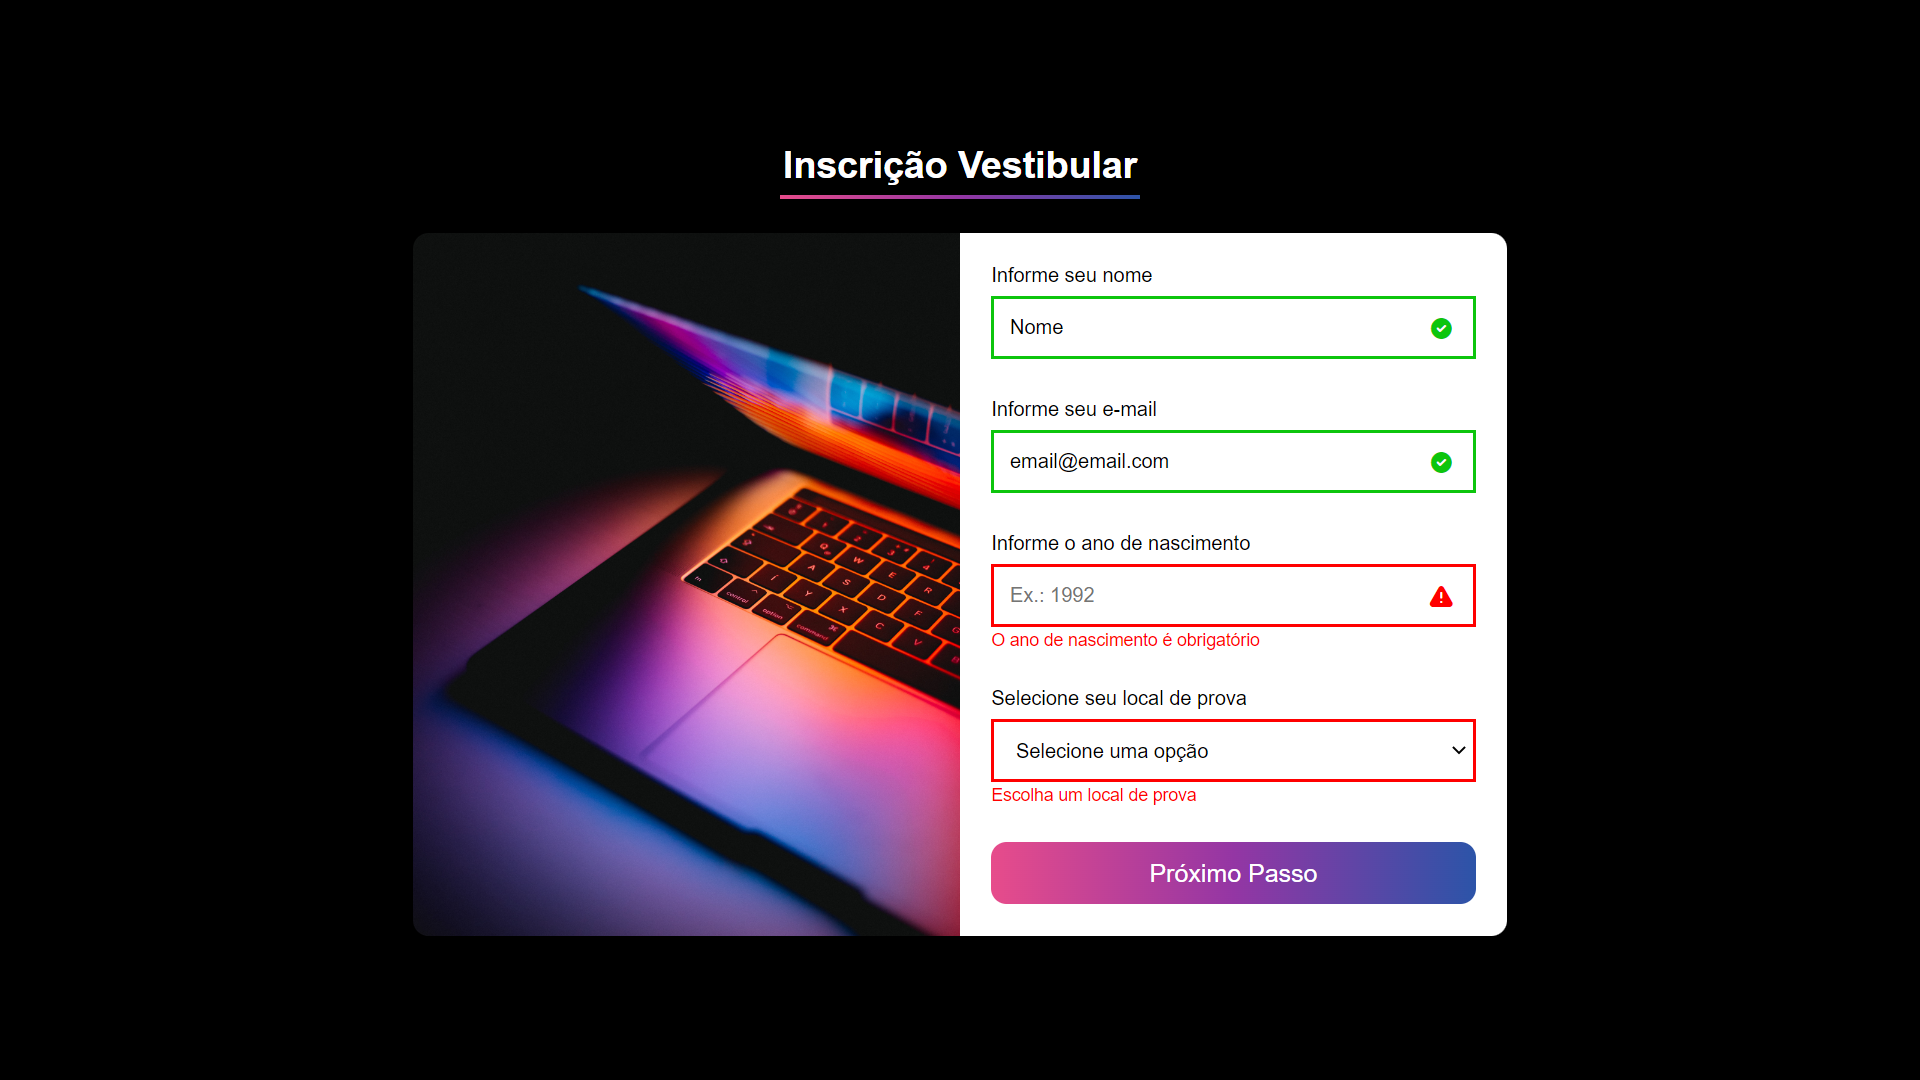 Inscrição Vestibular
Informe seu nome
Nome
Informe seu e-mail
email@email.com
Informe o ano de nascimento
Ex.: 1992
O ano de nascimento é obrigatório
Selecione seu local de prova
Selecione uma opção
Escolha um local de prova
Próximo Passo